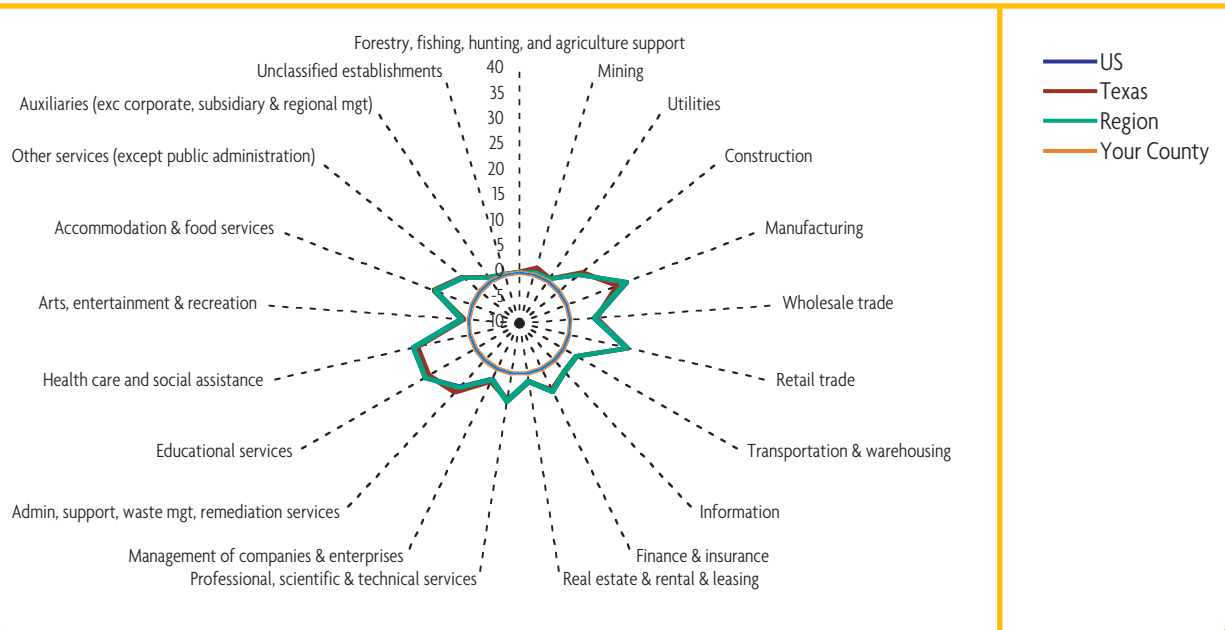 Forestry, fishing, hunting, and agriculture support
Unclassified establishments
Mining
Auxiliaries (exc corporate, subsidiary & regional mgt)
Utilities
Other services (except public administration)
Construction
Accommodation & food services
Manufacturing
Arts, entertainment & recreation
Wholesale trade
Health care and social assistance
Retail trade
Educational services
Transportation & warehousing
Admin, support, waste mgt, remediation services
Information
Management of companies & enterprises
Finance & insurance
Professional, scientific & technical services
Real estate & rental & leasing
40
35
30
25
20
15
10
5
0
-5
-10
US
Texas
Region
Your County